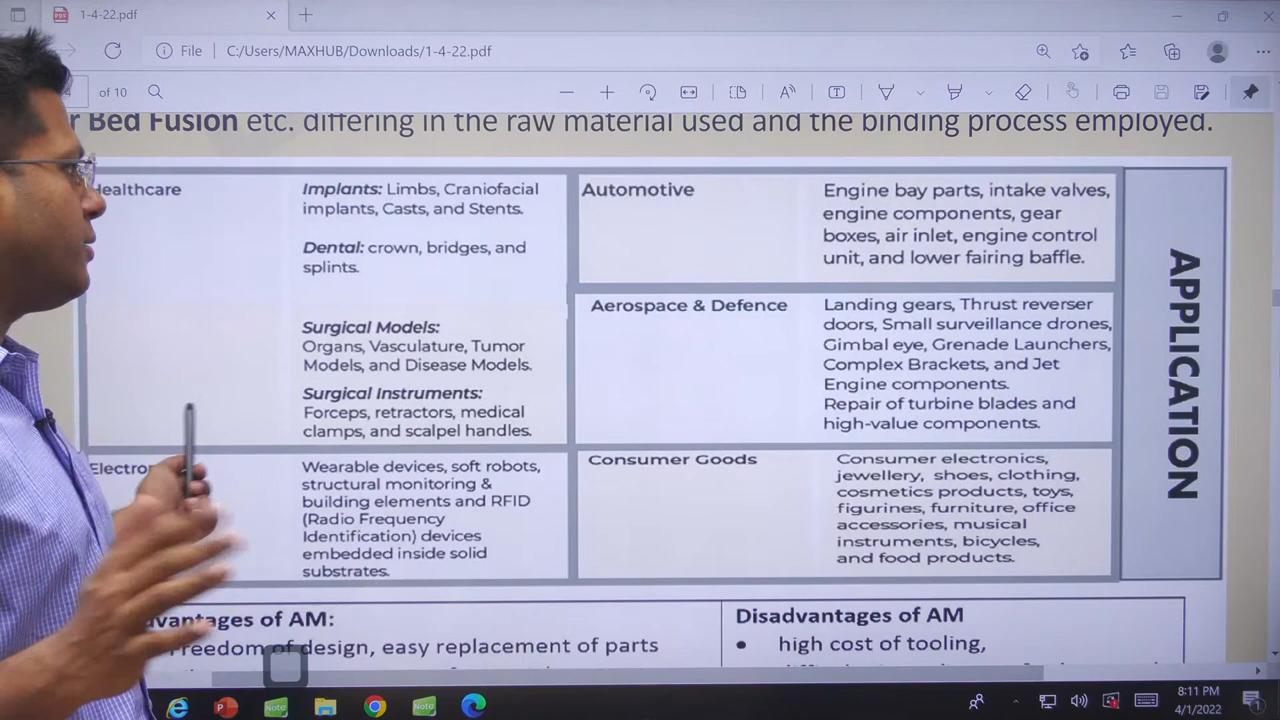 1-4-22.pdf
File
C:/Users/MAXHUB/Downloads/1-4-22.pdf
of 10
Bed Fusion etc. differing in the raw material used and the binding process employed.
Implants: Limbs, Craniofacial
implants, Casts, and Stents.
Dental: crown, bridges, and
splints.
Surgical Models:
Organs, Vasculature, Tumor
Models, and Disease Models.
Surgical Instruments:
Forceps, retractors, medical
clamps, and scalpel handles.
Automotive
Engine bay parts, intake valves,
engine components, gear
boxes, air inlet, engine control
unit, and lower fairing baffle.
Aerospace & Defence
Landing gears, Thrust reverser
doors, Small surveillance drones,
Gimbal eye, Grenade Launchers,
Complex Brackets, and Jet
Engine components.
Repair of turbine blades and
high-value components.
Wearable devices, soft robots,
structural monitoring &
building elements and RFID
(Radio Frequency
Identification) devices
embedded inside solid
substrates.
Consumer Goods
Consumer electronics,
jewellery, shoes, clothing,
cosmetics products, toys,
figurines, furniture, office
accessories, musical
instruments, bicycles,
and food products.
APPLICATION
of AM:
Freedom of design, easy replacement of parts
Disadvantages of AM
• high cost of tooling,
Note
Note
8:11 PM
4/1/2022